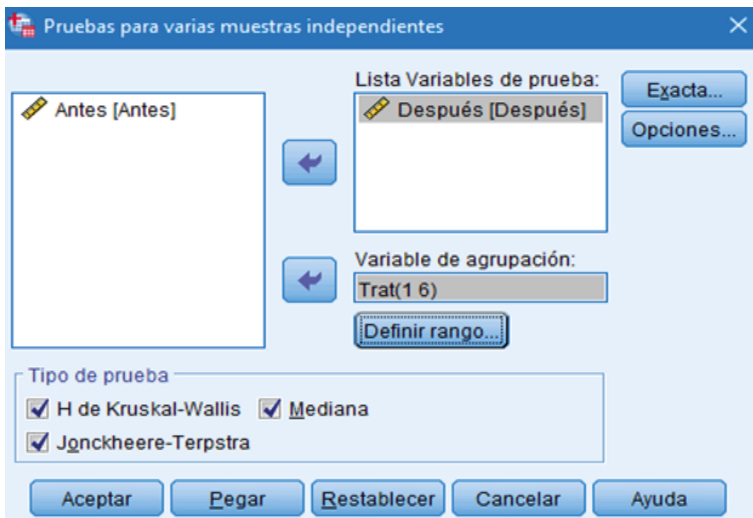 Pruebas para varias muestras independientes
Antes [Antes]
Lista Variables de prueba:
Después [Después]
Exacta...
Opciones...
Variable de agrupación:
Trat(1 6)
Definir rango...
Tipo de prueba
H de Kruskal-Wallis
Mediana
Jonckheere-Terpstra
Aceptar
Pegar
Restablecer
Cancelar
Ayuda